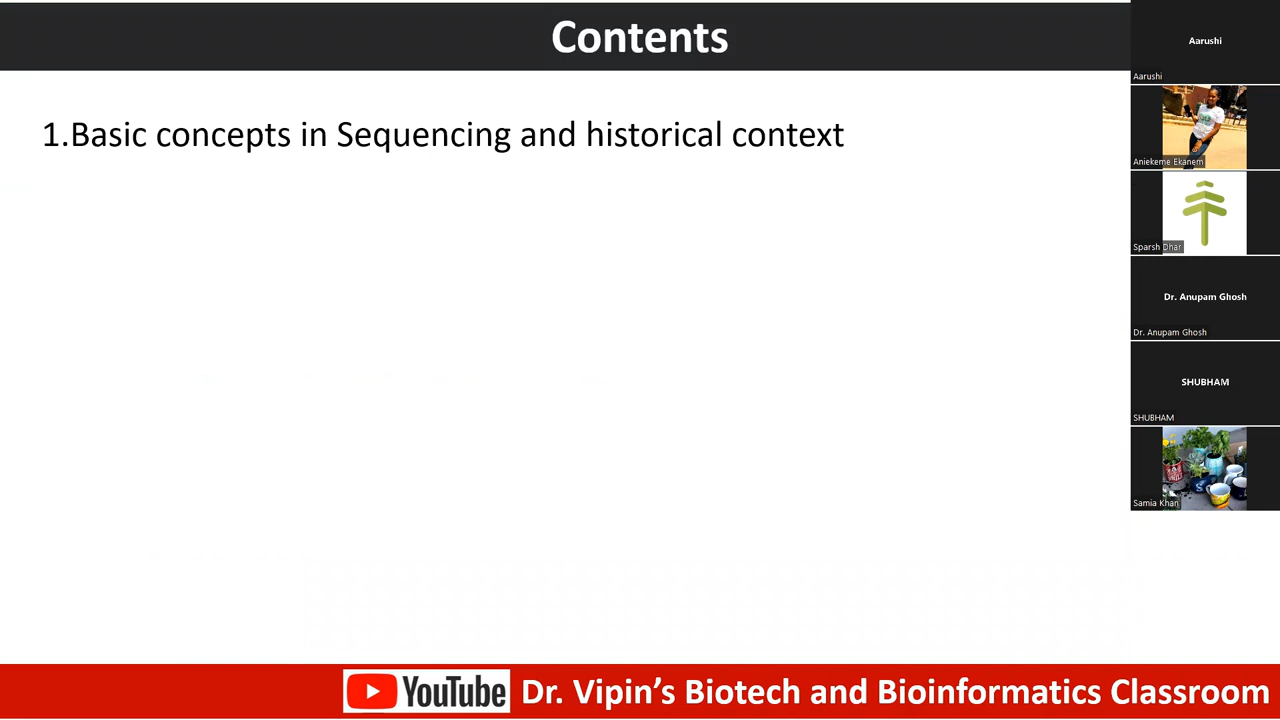 Contents
1.Basic concepts in Sequencing and historical context
Aarushi
Aarushi
Aniekeme Ekanem
Sparsh Dhar
Dr. Anupam Ghosh
Dr. Anupam Ghosh
SHUBHAM
SHUBHAM
Samia Khan
YouTube Dr. Vipin's Biotech and Bioinformatics Classroom